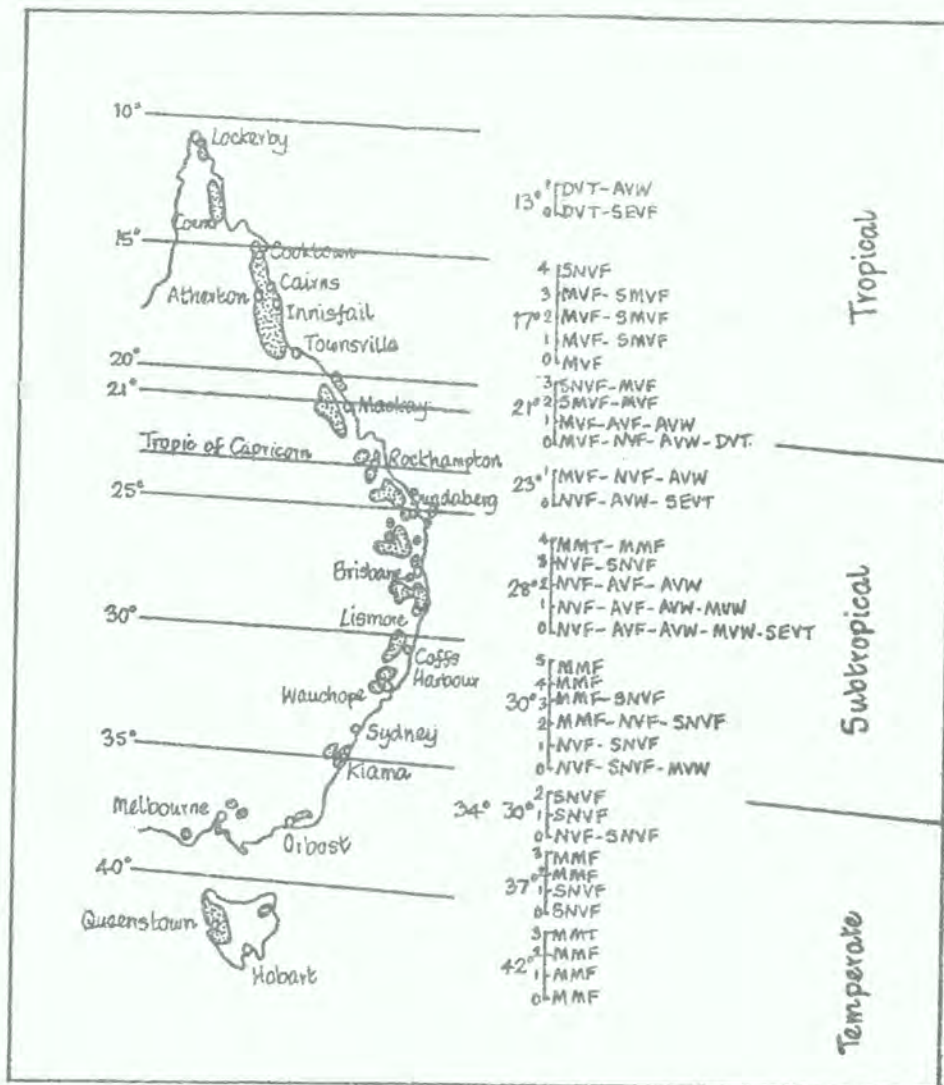 10°
Lockerby
Coen
15°
Cooktown
Cairns
Atherton
Innisfail
Townsville
20°
21°
Mackay
Tropic of Capricorn
Rockhampton
25°
Bundaberg
Brisbane
Lismore
30°
Coffs
Harbour
Wauchope
Sydney
35°
Kiama
Melbourne
Orbost
40°
Queenstown
Hobart
13°
1 DVT-AVW
0 DVT-SEVF
17°
4 SNVF
3 MVF-SMVF
2 MVF-SMVF
1 MVF-SMVF
0 MVF
21°
3 SNVF-MVF
2 SMVF-MVF
1 MVF-AVF-AVW
0 MVF-NVF-AVW-DVT
23°
1 MVF-NVF-AVW
0 NVF-AVW-SEVT
28°
4 MMT-MMF
3 NVF-SNVF
2 NVF-AVF-AVW
1 NVF-AVF-AVW-MVW
0 NVF-AVF-AVW-MVW-SEVT
30°
5 MMF
4 MMF
3 MMF-SNVF
2 MMF-NVF-SNVF
1 NVF-SNVF
0 NVF-SNVF-MVW
34° 30°
2 SNVF
1 SNVF
0 NVF-SNVF
37°
3 MMF
2 MMF
1 SNVF
0 SNVF
42°
3 MMT
2 MMF
1 MMF
0 MMF
Tropical
Subtropical
Temperate